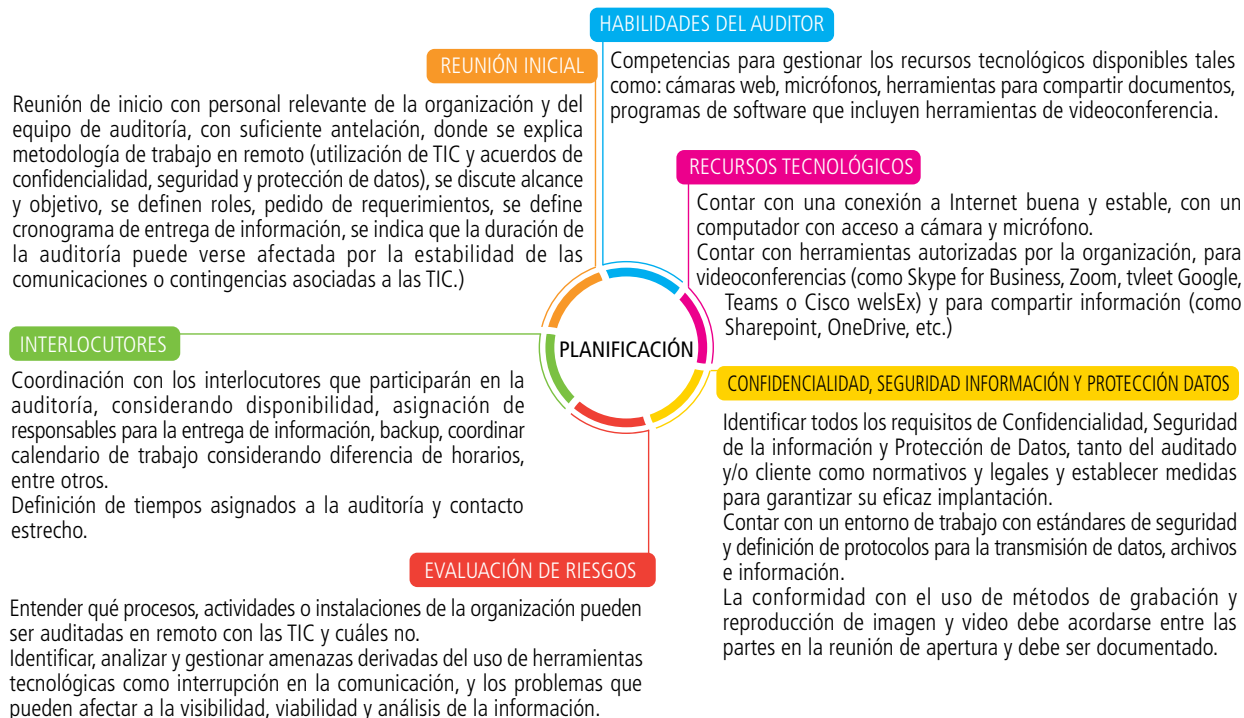 HABILIDADES DEL AUDITOR
Competencias para gestionar los recursos tecnológicos disponibles tales
como: cámaras web, micrófonos, herramientas para compartir documentos,
programas de software que incluyen herramientas de videoconferencia.
REUNIÓN INICIAL
Reunión de inicio con personal relevante de la organización y del
equipo de auditoría, con suficiente antelación, donde se explica
metodología de trabajo en remoto (utilización de TIC y acuerdos de
confidencialidad, seguridad y protección de datos), se discute alcance
y objetivo, se definen roles, pedido de requerimientos, se define
cronograma de entrega de información, se indica que la duración de
la auditoría puede verse afectada por la estabilidad de las
comunicaciones o contingencias asociadas a las TIC.)
RECURSOS TECNOLÓGICOS
Contar con una conexión a Internet buena y estable, con un
computador con acceso a cámara y micrófono.
Contar con herramientas autorizadas por la organización, para
videoconferencias (como Skype for Business, Zoom, tvleet Google,
Teams o Cisco welsEx) y para compartir información (como
Sharepoint, OneDrive, etc.)
PLANIFICACIÓN
INTERLOCUTORES
Coordinación con los interlocutores que participarán en la
auditoría, considerando disponibilidad, asignación de
responsables para la entrega de información, backup, coordinar
calendario de trabajo considerando diferencia de horarios,
entre otros.
Definición de tiempos asignados a la auditoría y contacto
estrecho.
CONFIDENCIALIDAD, SEGURIDAD INFORMACIÓN Y PROTECCIÓN DATOS
Identificar todos los requisitos de Confidencialidad, Seguridad
de la información y Protección de Datos, tanto del auditado
y/o cliente como normativos y legales y establecer medidas
para garantizar su eficaz implantación.
Contar con un entorno de trabajo con estándares de seguridad
y definición de protocolos para la transmisión de datos, archivos
e información.
La conformidad con el uso de métodos de grabación y
reproducción de imagen y video debe acordarse entre las
partes en la reunión de apertura y debe ser documentado.
EVALUACIÓN DE RIESGOS
Entender qué procesos, actividades o instalaciones de la organización pueden
ser auditadas en remoto con las TIC y cuáles no.
Identificar, analizar y gestionar amenazas derivadas del uso de herramientas
tecnológicas como interrupción en la comunicación, y los problemas que
pueden afectar a la visibilidad, viabilidad y análisis de la información.